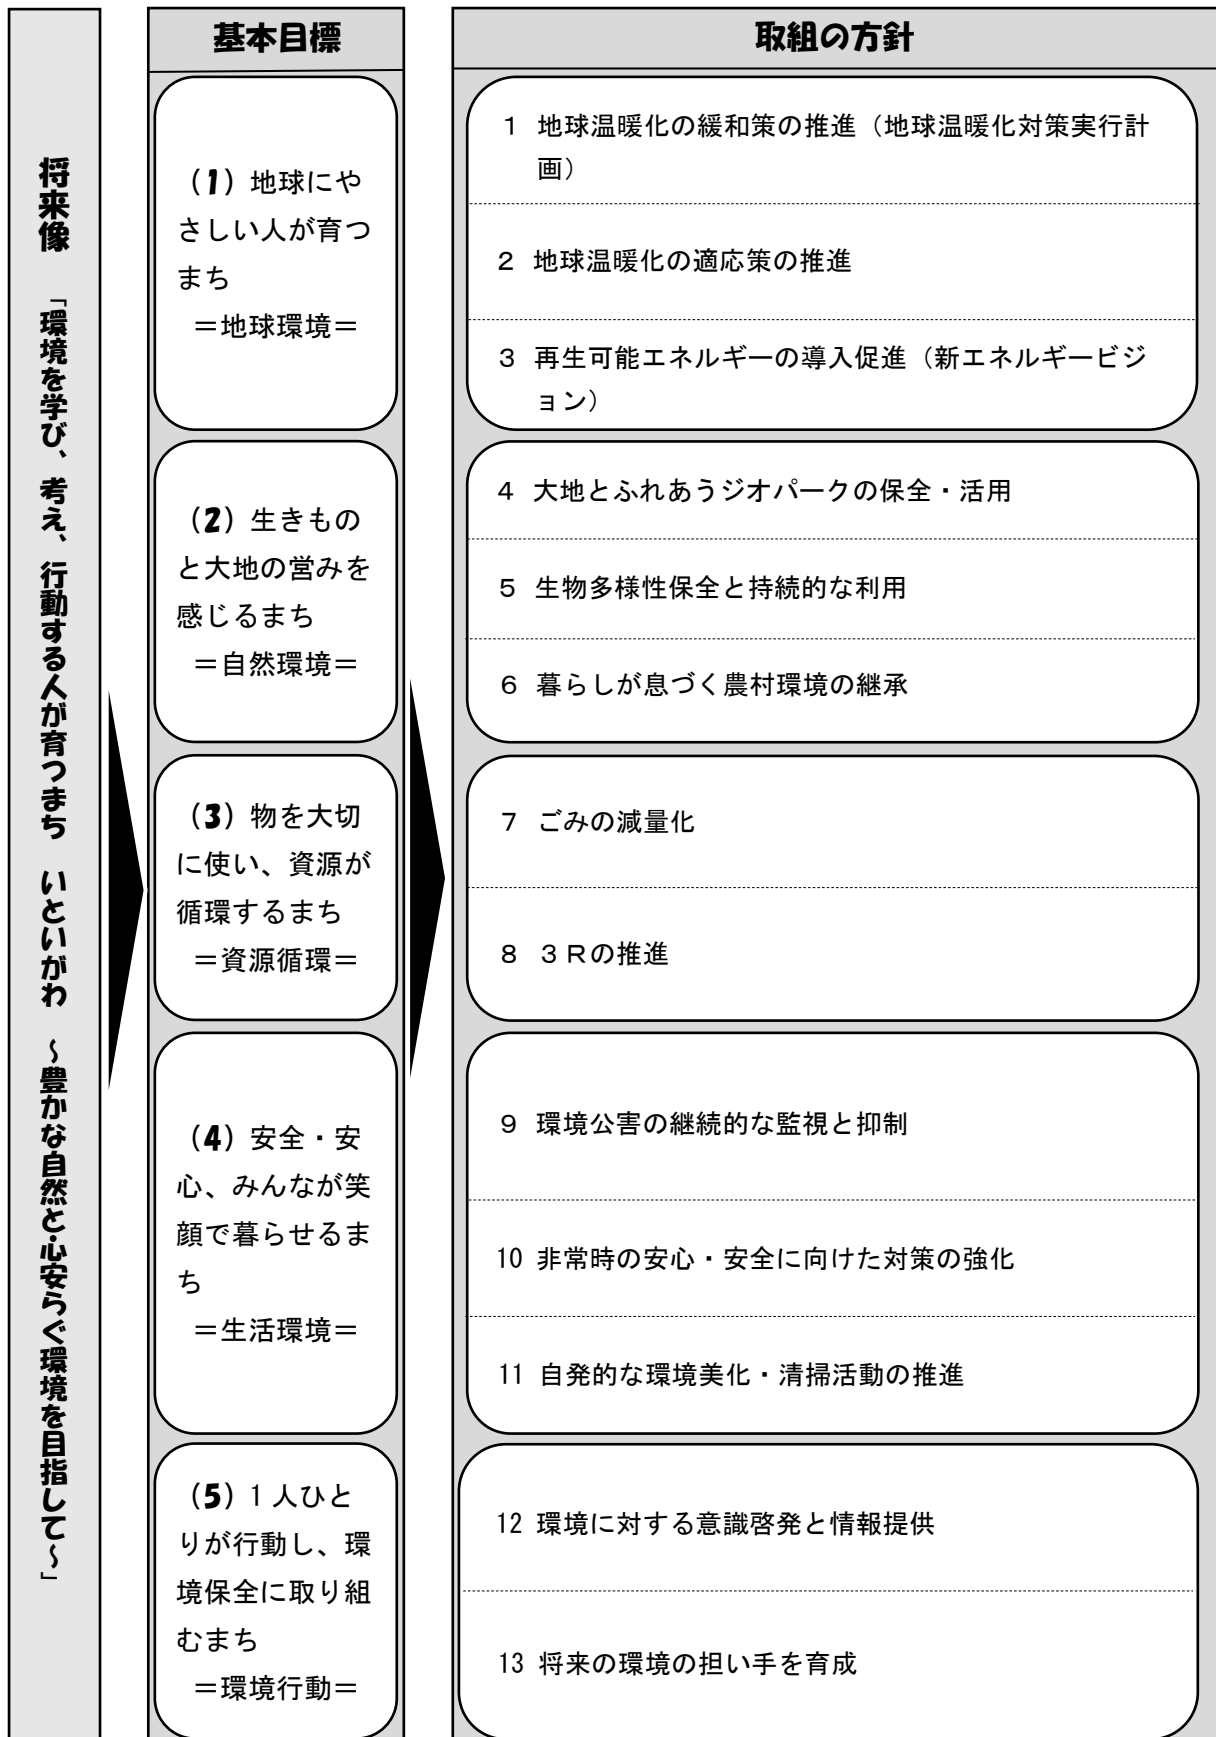 将来像 「環境を学び、考え、行動する人が育つまち いといがわ ～豊かな自然と心安らぐ環境を目指して～」
基本目標
（1）地球にや
さしい人が育つ
まち
＝地球環境＝
（2）生きもの
と大地の営みを
感じるまち
＝自然環境＝
（3）物を大切
に使い、資源が
循環するまち
＝資源循環＝
（4）安全・安
心、みんなが笑
顔で暮らせるま
ち
＝生活環境＝
（5）1人ひと
りが行動し、環
境保全に取り組
むまち
＝環境行動＝
取組の方針
1 地球温暖化の緩和策の推進（地球温暖化対策実行計
画）
2 地球温暖化の適応策の推進
3 再生可能エネルギーの導入促進（新エネルギービジ
ョン）
4 大地とふれあうジオパークの保全・活用
5 生物多様性保全と持続的な利用
6 暮らしが息づく農村環境の継承
7 ごみの減量化
8 3Rの推進
9 環境公害の継続的な監視と抑制
10 非常時の安心・安全に向けた対策の強化
11 自発的な環境美化・清掃活動の推進
12 環境に対する意識啓発と情報提供
13 将来の環境の担い手を育成